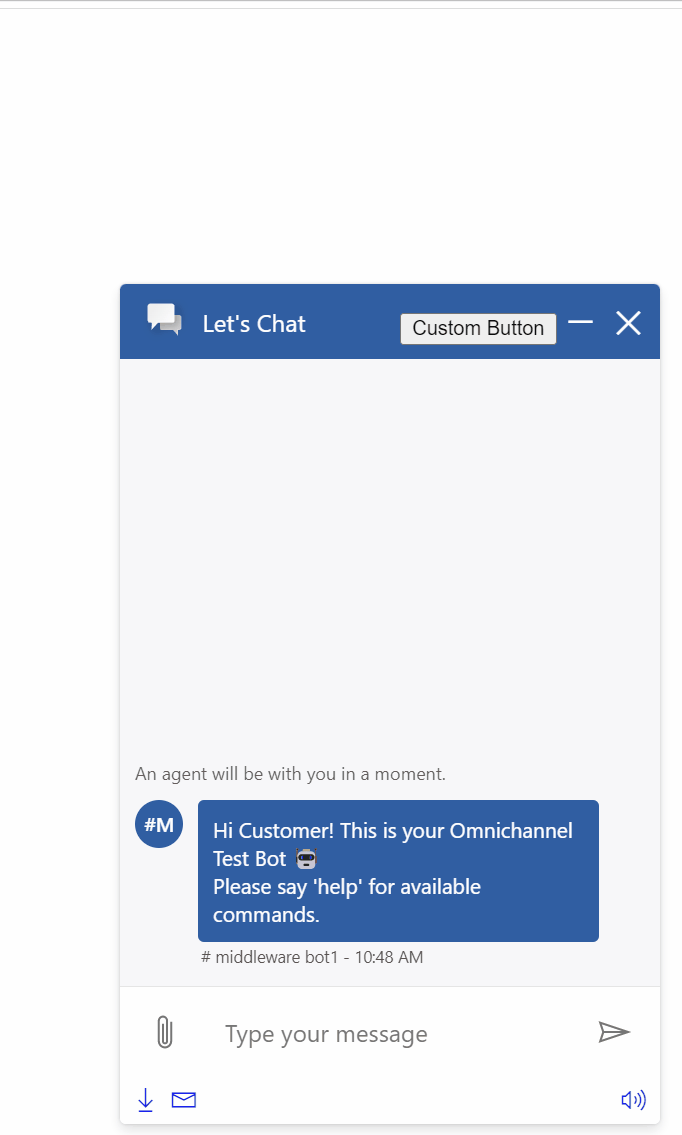 Let's Chat
Custom Button
An agent will be with you in a moment.
#M
Hi Customer! This is your Omnichannel
Test Bot 🤖
Please say 'help' for available
commands.
# middleware bot1 - 10:48 AM
Type your message